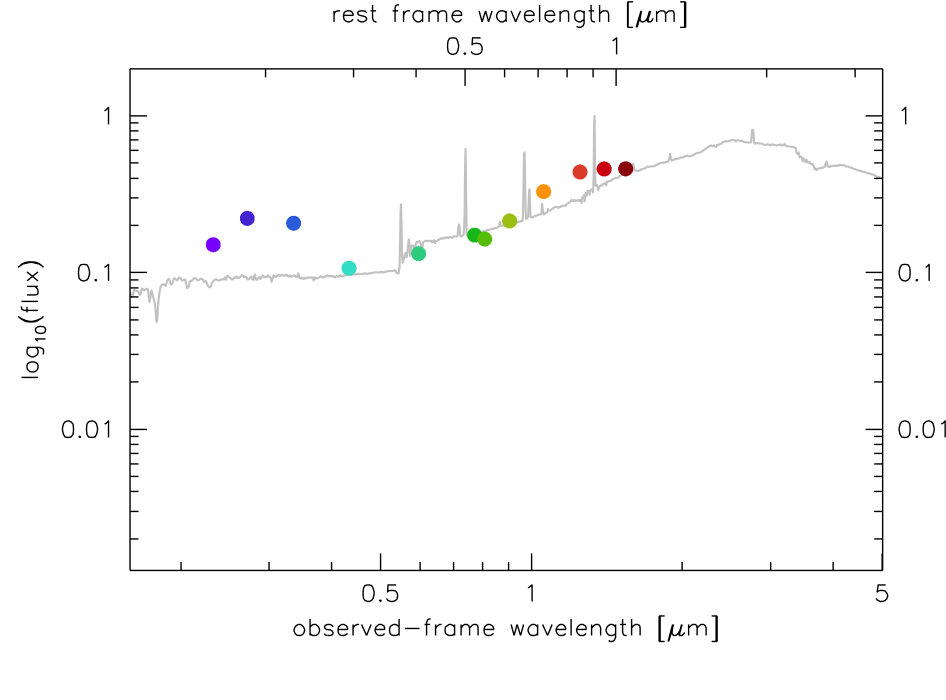 rest frame wavelength [μm]
0.5 1
1 1
0.1 0.1
0.01 0.01
log10(flux)
0.5 1 5
observed-frame wavelength [μm]